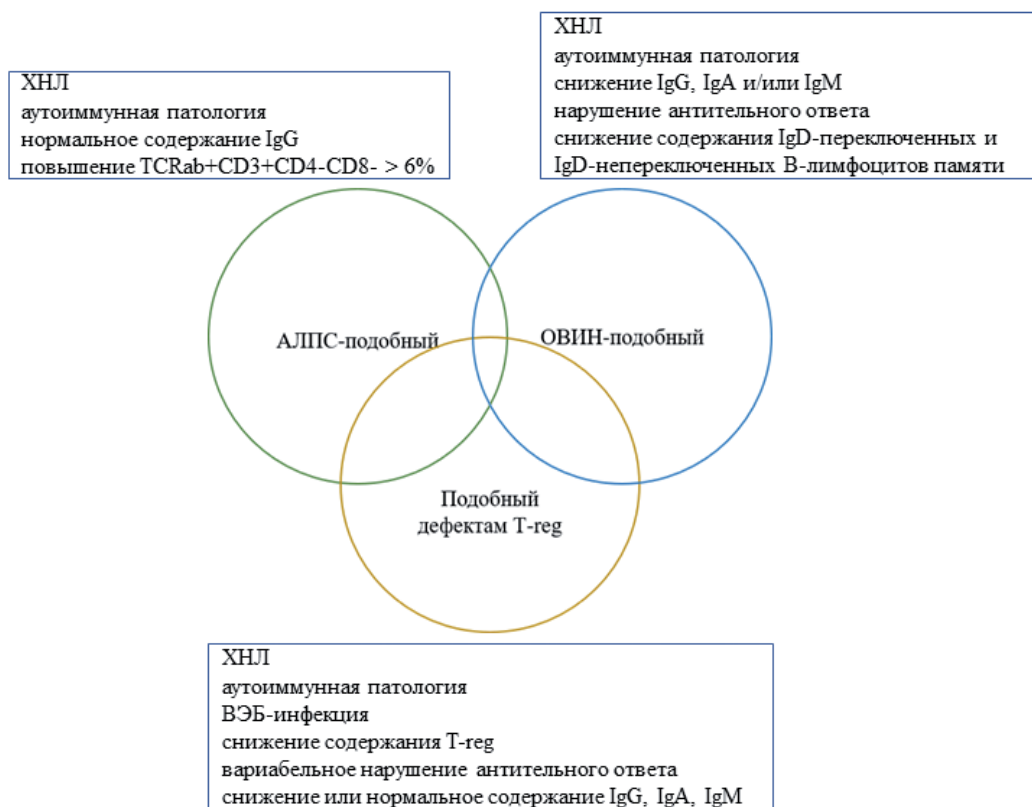 ХНЛ
аутоиммунная патология
нормальное содержание IgG
повышение TCRab+CD3+CD4-CD8- > 6%
ХНЛ
аутоиммунная патология
снижение IgG, IgA и/или IgM
нарушение антительного ответа
снижение содержания IgD-переключенных и
IgD-непереключенных В-лимфоцитов памяти
АЛПС-подобный
ОВИН-подобный
Подобный
дефектам T-reg
ХНЛ
аутоиммунная патология
ВЭБ-инфекция
снижение содержания T-reg
вариабельное нарушение антительного ответа
снижение или нормальное содержание IgG, IgA, IgM